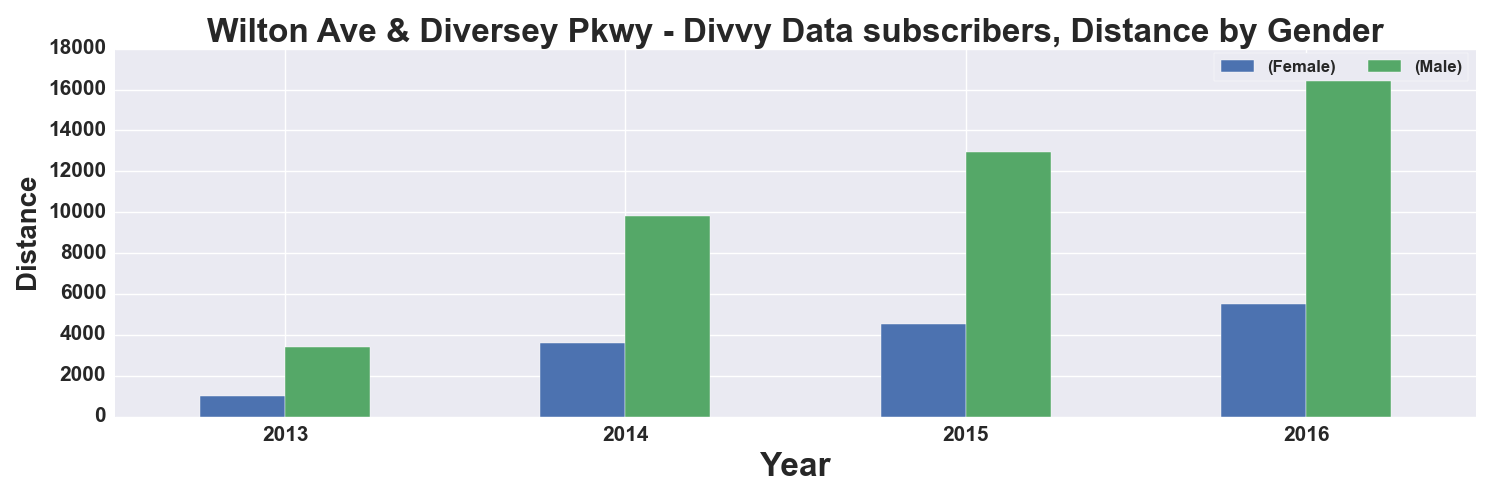 Wilton Ave & Diversey Pkwy - Divvy Data subscribers, Distance by Gender
18000
16000
14000
12000
10000
8000
6000
4000
2000
0
Distance
(Female) (Male)
2013 2014 2015 2016
Year